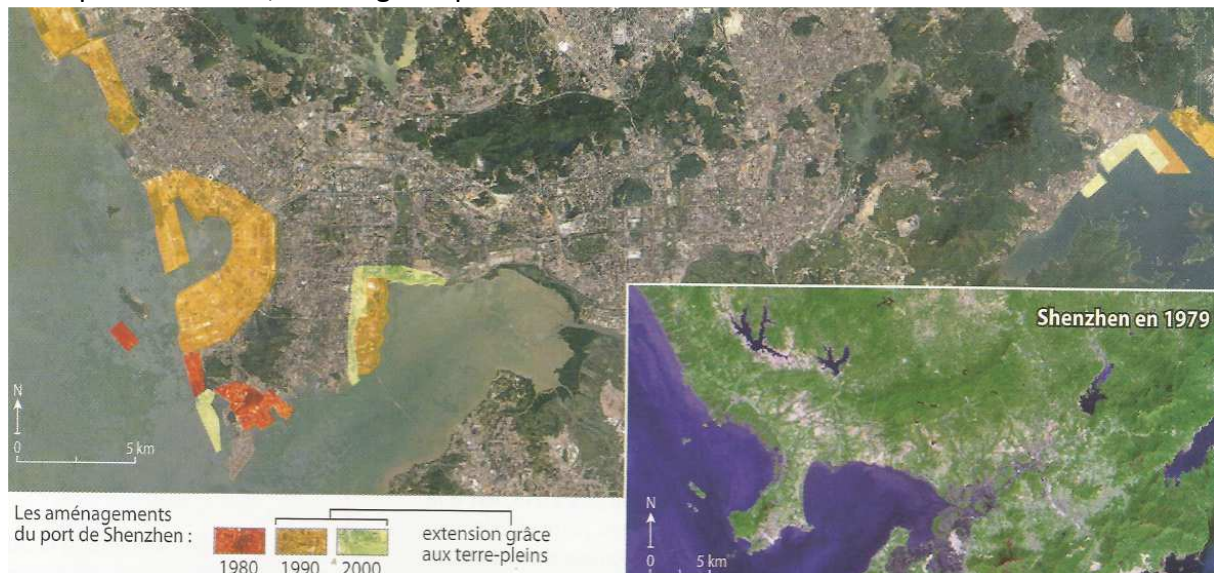 Shenzhen en 1979
N
0
5 km
N
0
5 km
Les aménagements
du port de Shenzhen :
1980
1990
2000
extension grâce
aux terre-pleins